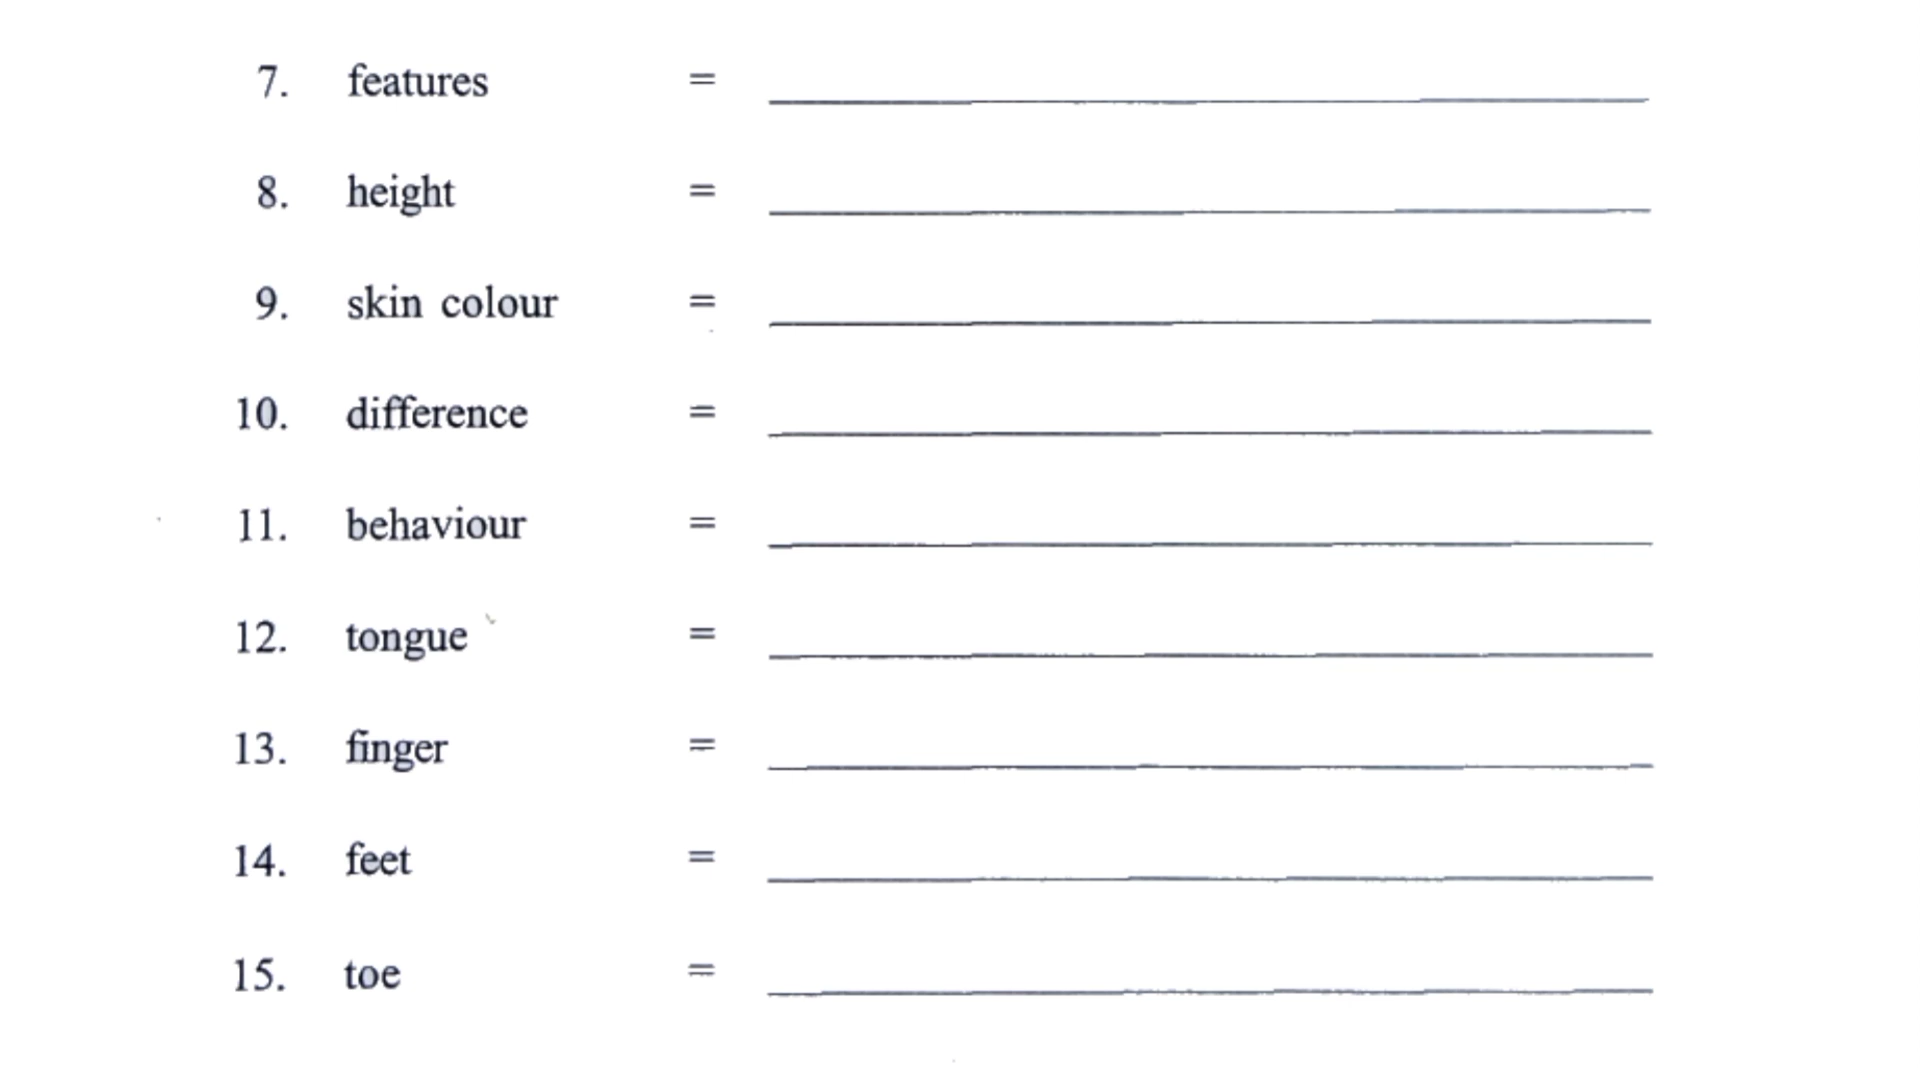 7. features =
8. height =
9. skin colour =
10. difference =
11. behaviour =
12. tongue =
13. finger =
14. feet =
15. toe =